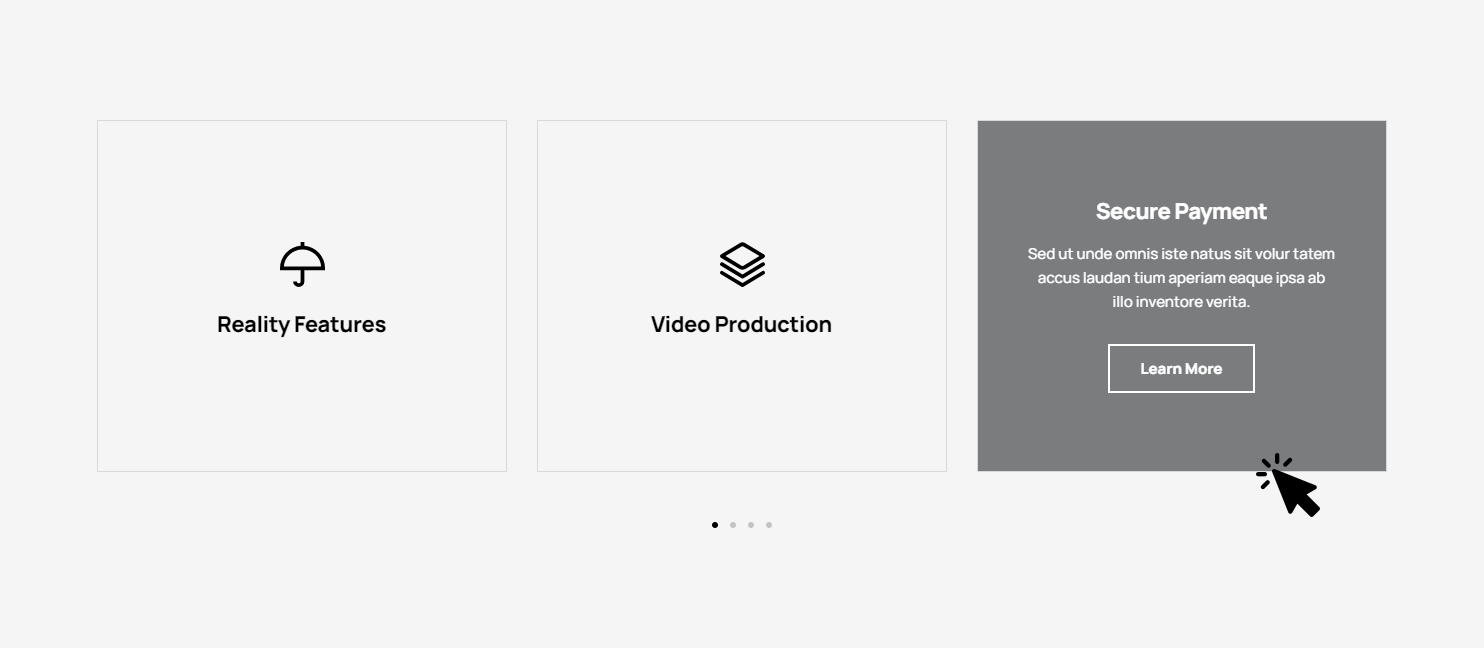 Reality Features
Video Production
Secure Payment
Sed ut unde omnis iste natus sit volur tatem
accus laudan tium aperiam eaque ipsa ab
illo inventore verita.
Learn More